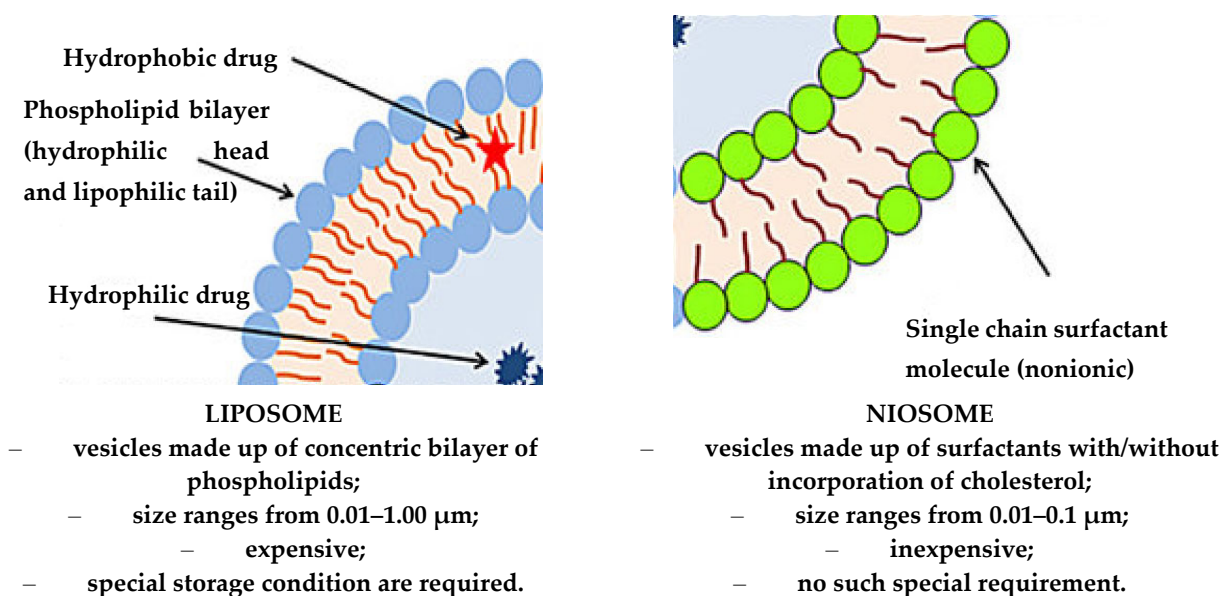 Hydrophobic drug
Phospholipid bilayer
(hydrophilic head
and lipophilic tail)
Hydrophilic drug
LIPOSOME
– vesicles made up of concentric bilayer of
phospholipids;
– size ranges from 0.01–1.00 μm;
– expensive;
– special storage condition are required.
Single chain surfactant
molecule (nonionic)
NIOSOME
– vesicles made up of surfactants with/without
incorporation of cholesterol;
– size ranges from 0.01–0.1 μm;
– inexpensive;
– no such special requirement.